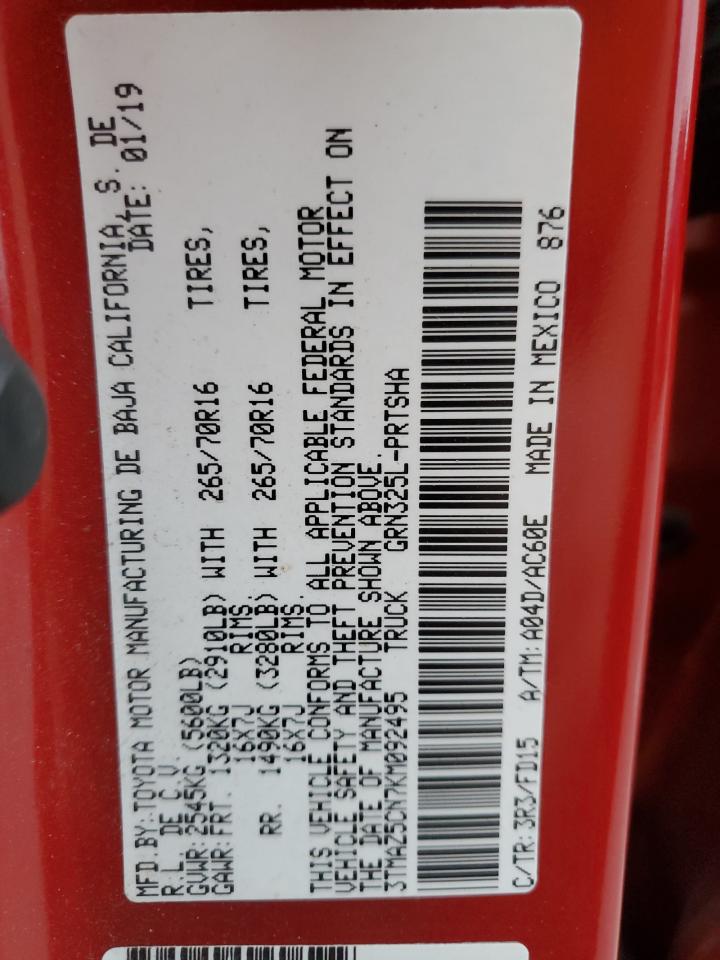 MFD.BY:TOYOTA MOTOR MANUFACTURING DE BAJA CALIFORNIA, S. DE
R.L. DE C.V. DATE: 01/19
GVWR:2545KG (5600LB)
GAWR:FRT. 1320KG (2910LB) WITH 265/70R16 TIRES,
16X7J RIMS.
RR. 1490KG (3280LB) WITH 265/70R16 TIRES,
16X7J RIMS.
THIS VEHICLE CONFORMS TO ALL APPLICABLE FEDERAL MOTOR
VEHICLE SAFETY AND THEFT PREVENTION STANDARDS IN EFFECT ON
THE DATE OF MANUFACTURE SHOWN ABOVE.
3TMAZ5CN7KM092495 TRUCK GRN325L-PRTSHA
C/TR:3R3/FD15 A/TM:A04D/AC60E MADE IN MEXICO 876